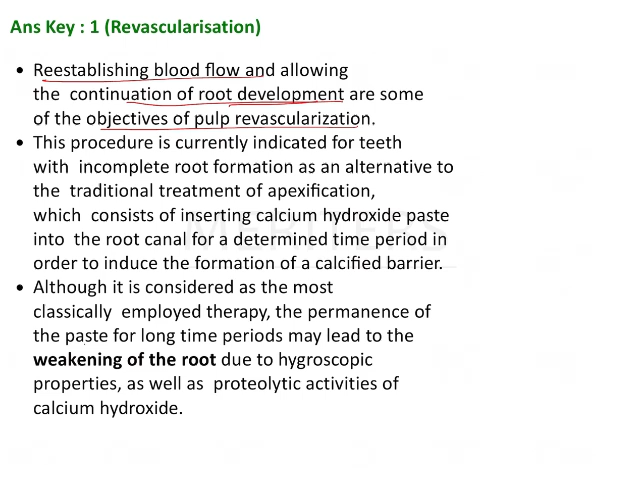 Ans Key : 1 (Revascularisation)
• Reestablishing blood flow and allowing
the continuation of root development are some
of the objectives of pulp revascularization.
• This procedure is currently indicated for teeth
with incomplete root formation as an alternative to
the traditional treatment of apexification,
which consists of inserting calcium hydroxide paste
into the root canal for a determined time period in
order to induce the formation of a calcified barrier.
• Although it is considered as the most
classically employed therapy, the permanence of
the paste for long time periods may lead to the
weakening of the root due to hygroscopic
properties, as well as proteolytic activities of
calcium hydroxide.